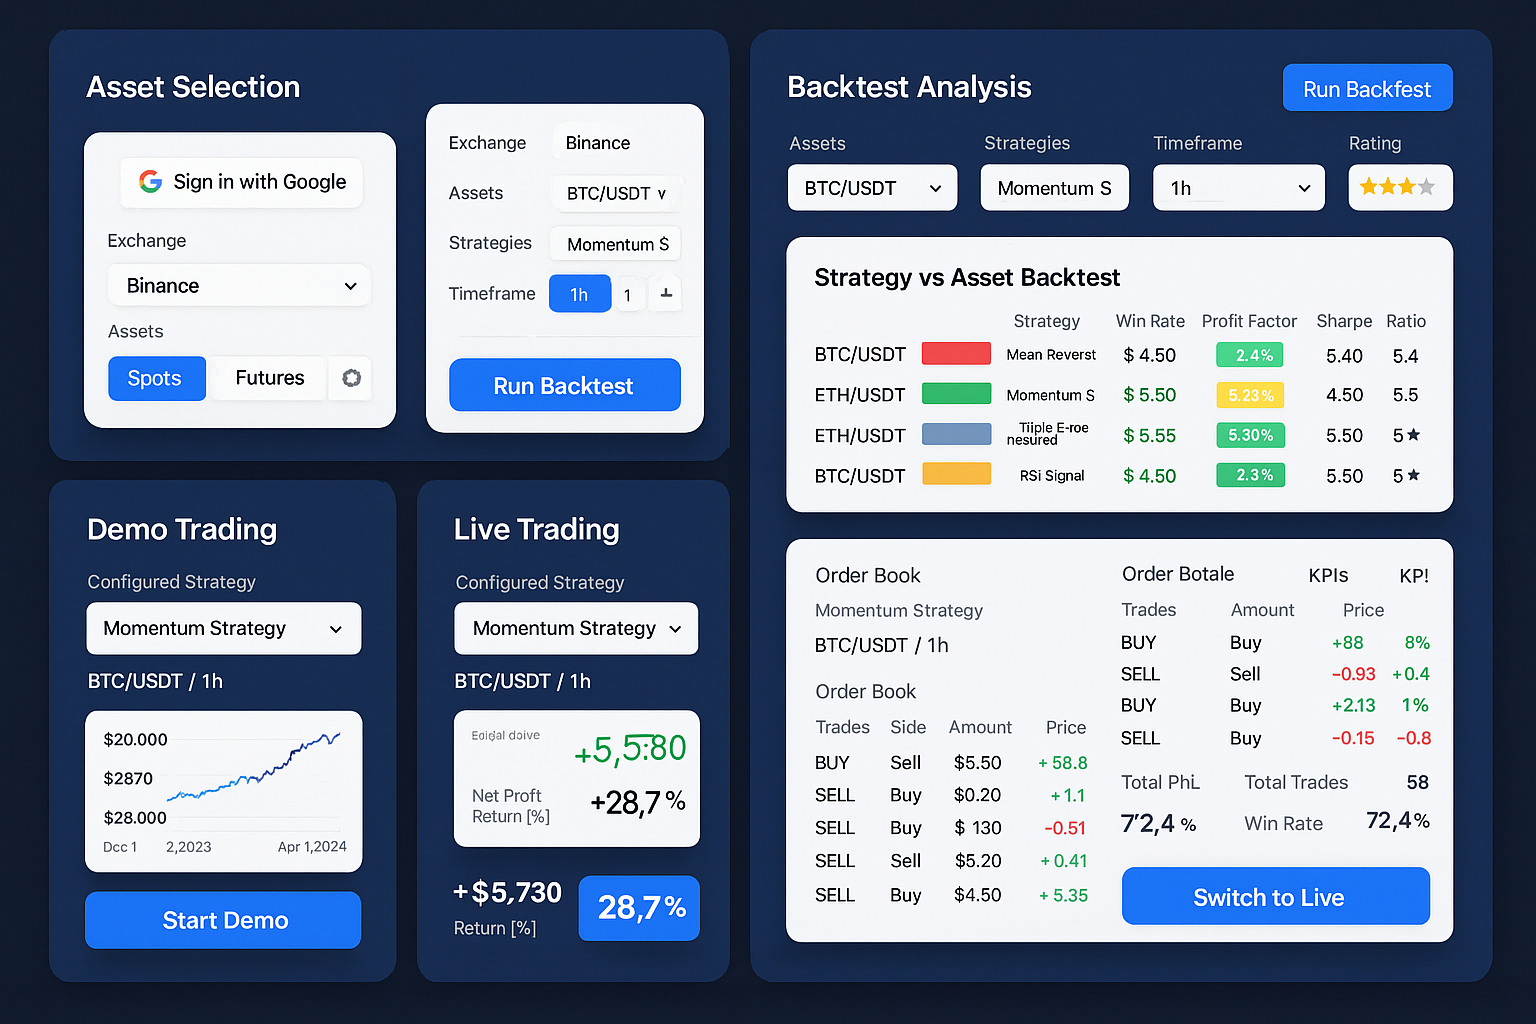 Asset Selection
Sign in with Google
Exchange
Binance
Assets
Spots Futures
Exchange Binance
Assets BTC/USDT v
Strategies Momentum S
Timeframe 1h 1
Run Backtest
Demo Trading
Configured Strategy
Momentum Strategy
BTC/USDT / 1h
$20.000
$2870
$28.000
Dcc 1 2,2023 Apr 1,2024
Start Demo
Live Trading
Configured Strategy
Momentum Strategy
BTC/USDT / 1h
+5,5:80
Net Proft
Return [%]
+28,7%
+$5,730
Return [%]
28,7%
Backtest Analysis
Run Backfest
Assets Strategies Timeframe Rating
BTC/USDT Momentum S 1h
Strategy vs Asset Backtest
Strategy Win Rate Profit Factor Sharpe Ratio
BTC/USDT Mean Reverst $ 4.50 2.4% 5.40 5.4
ETH/USDT Momentum S $ 5.50 5.23% 4.50 5.5
ETH/USDT Tiiple E-roe nesured $ 5.55 5.30% 5.50 5★
BTC/USDT RSi Signal $ 4.50 2.3% 5.50 5★
Order Book
Momentum Strategy
BTC/USDT / 1h
Order Book
Trades Side Amount Price
BUY Sell $5.50 + 58.8
SELL Buy $0.20 + 1.1
SELL Buy $ 130 -0.51
SELL Sell $5.20 + 0.41
SELL Buy $4.50 + 5.35
Order Botale KPIs KP!
Trades Amount Price
BUY Buy +88 8%
SELL Sell -0.93 +0.4
BUY Buy +2.13 1%
SELL Buy -0.15 -0.8
Total PhL Total Trades 58
7'2,4 % Win Rate 72,4%
Switch to Live